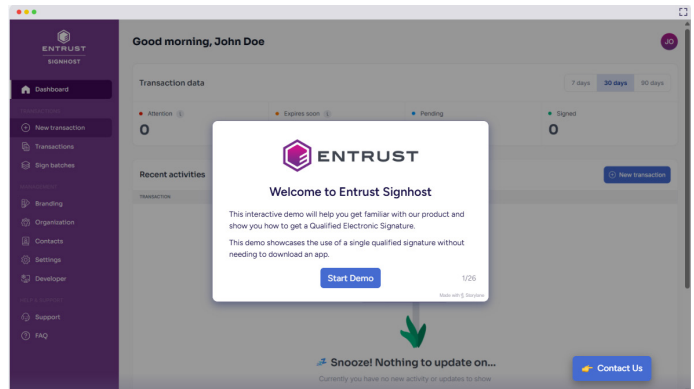 ENTRUST
SIGNHOST
Dashboard
TRANSACTIONS
New transaction
Transactions
Sign batches
Branding
Organization
Contacts
Settings
Developer
HELP & SUPPORT
Support
FAQ
Good morning, John Doe
JO
Transaction data
7 days 30 days 90 days
Attention Expires soon Pending Signed
0 0
Recent activities
New transaction
TRANSACTION
ENTRUST
Welcome to Entrust Signhost
This interactive demo will help you get familiar with our product and
show you how to get a Qualified Electronic Signature.
This demo showcases the use of a single qualified signature without
needing to download an app.
Start Demo
1/26
Made with Storylane
Snooze! Nothing to update on...
Currently you have no new activity or updates to show
Contact Us